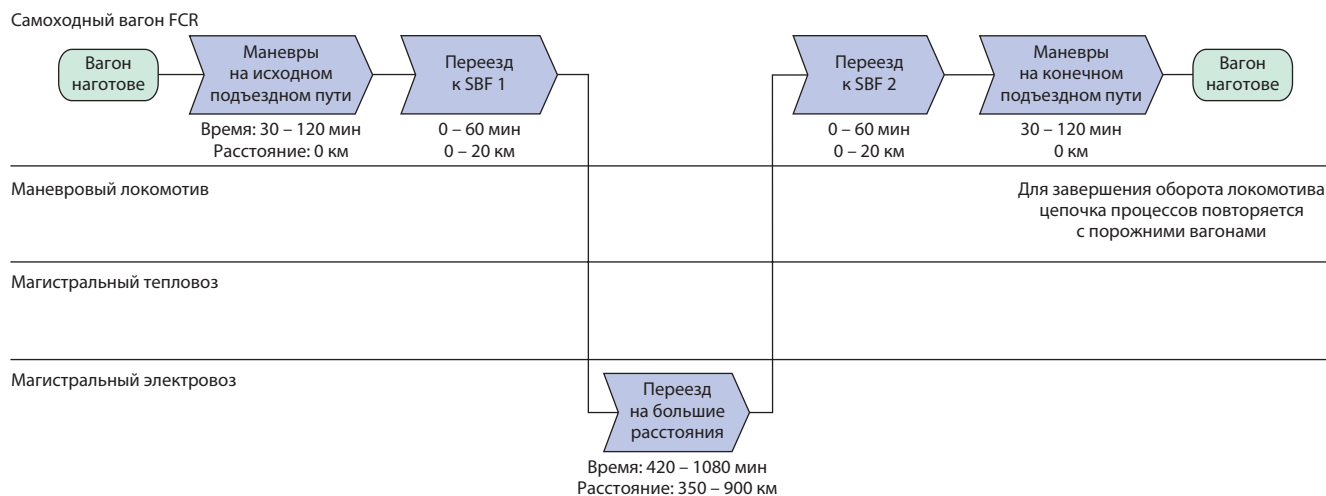 Самоходный вагон FCR
Вагон
наготове
Маневры
на исходном
подъездном пути
Время: 30 – 120 мин
Расстояние: 0 км
Переезд
к SBF 1
0 – 60 мин
0 – 20 км
Переезд
к SBF 2
0 – 60 мин
0 – 20 км
Маневры
на конечном
подъездном пути
30 – 120 мин
0 км
Вагон
наготове
Маневровый локомотив
Для завершения оборота локомотива
цепочка процессов повторяется
с порожними вагонами
Магистральный тепловоз
Магистральный электровоз
Переезд
на большие
расстояния
Время: 420 – 1080 мин
Расстояние: 350 – 900 км